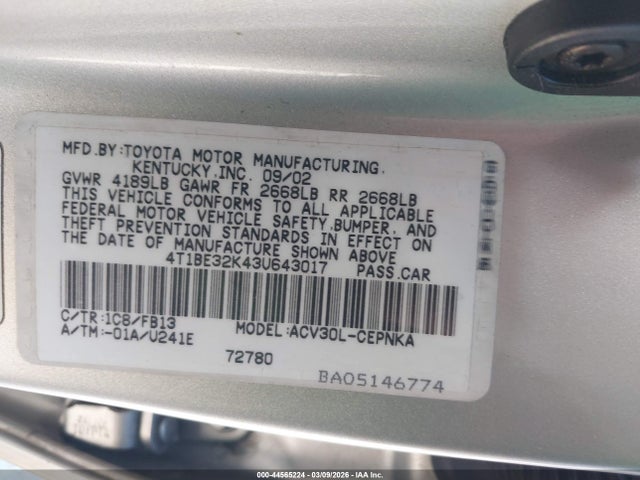 MFD.BY:TOYOTA MOTOR MANUFACTURING.
KENTUCKY.INC. 09/02
GVWR 4189LB GAWR FR 2668LB RR 2668LB
THIS VEHICLE CONFORMS TO ALL APPLICABLE
FEDERAL MOTOR VEHICLE SAFETY,BUMPER, AND
THEFT PREVENTION STANDARDS IN EFFECT ON
THE DATE OF MANUFACTURE SHOWN ABOVE
4T1BE32K43U643017 PASS.CAR
C/TR:1C8/FB13 MODEL:ACV30L-CEPNKA
A/TM:-01A/U241E
72780
BA05146774
000-44565224 03/09/2026 - IAAI.COM